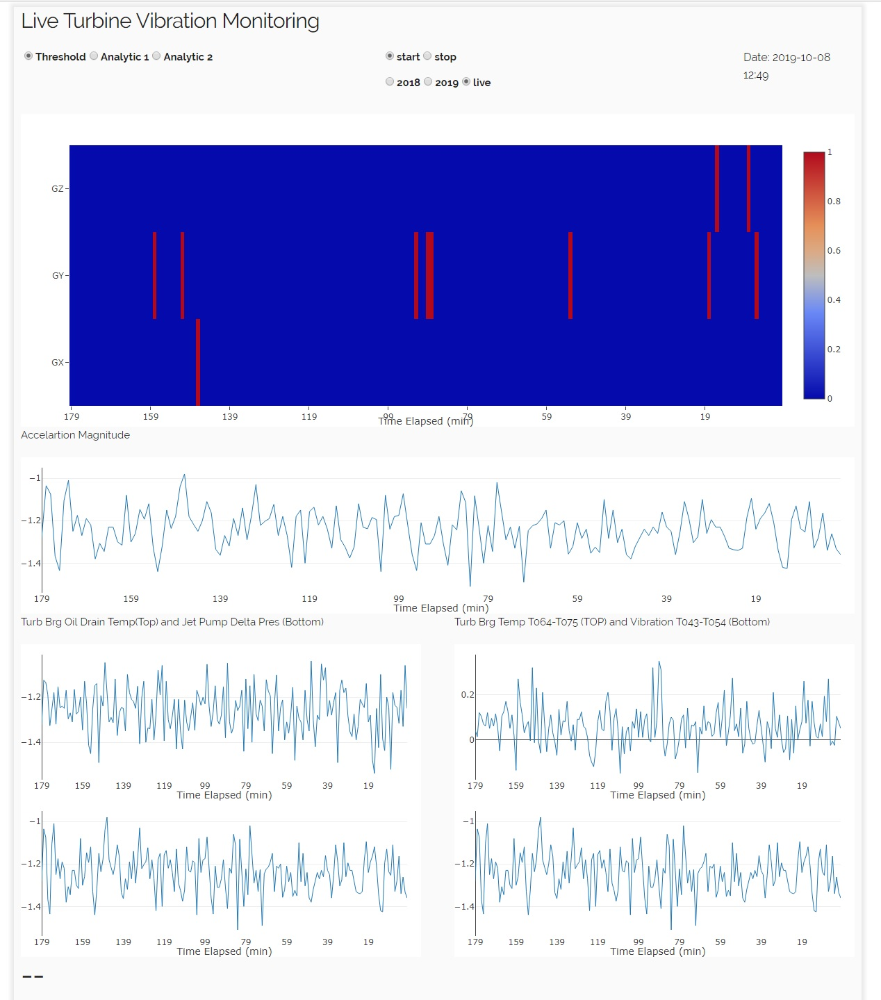 Live Turbine Vibration Monitoring
Threshold Analytic 1 Analytic 2 start stop Date: 2019-10-08
2018 2019 live 12:49
1
GZ
0.8
0.6
GY
0.4
0.2
GX
0
179 159 139 119 99 79 59 39 19
Time Elapsed (min)
Accelartion Magnitude
−1
−1.2
−1.4
179 159 139 119 99 79 59 39 19
Time Elapsed (min)
Turb Brg Oil Drain Temp(Top) and Jet Pump Delta Pres (Bottom)
−1.2
−1.4
179 159 139 119 99 79 59 39 19
Time Elapsed (min)
−1
−1.2
−1.4
179 159 139 119 99 79 59 39 19
Time Elapsed (min)
Turb Brg Temp T064-T075 (TOP) and Vibration T043-T054 (Bottom)
0.2
0
179 159 139 119 99 79 59 39 19
Time Elapsed (min)
−1
−1.2
−1.4
179 159 139 119 99 79 59 39 19
Time Elapsed (min)
--